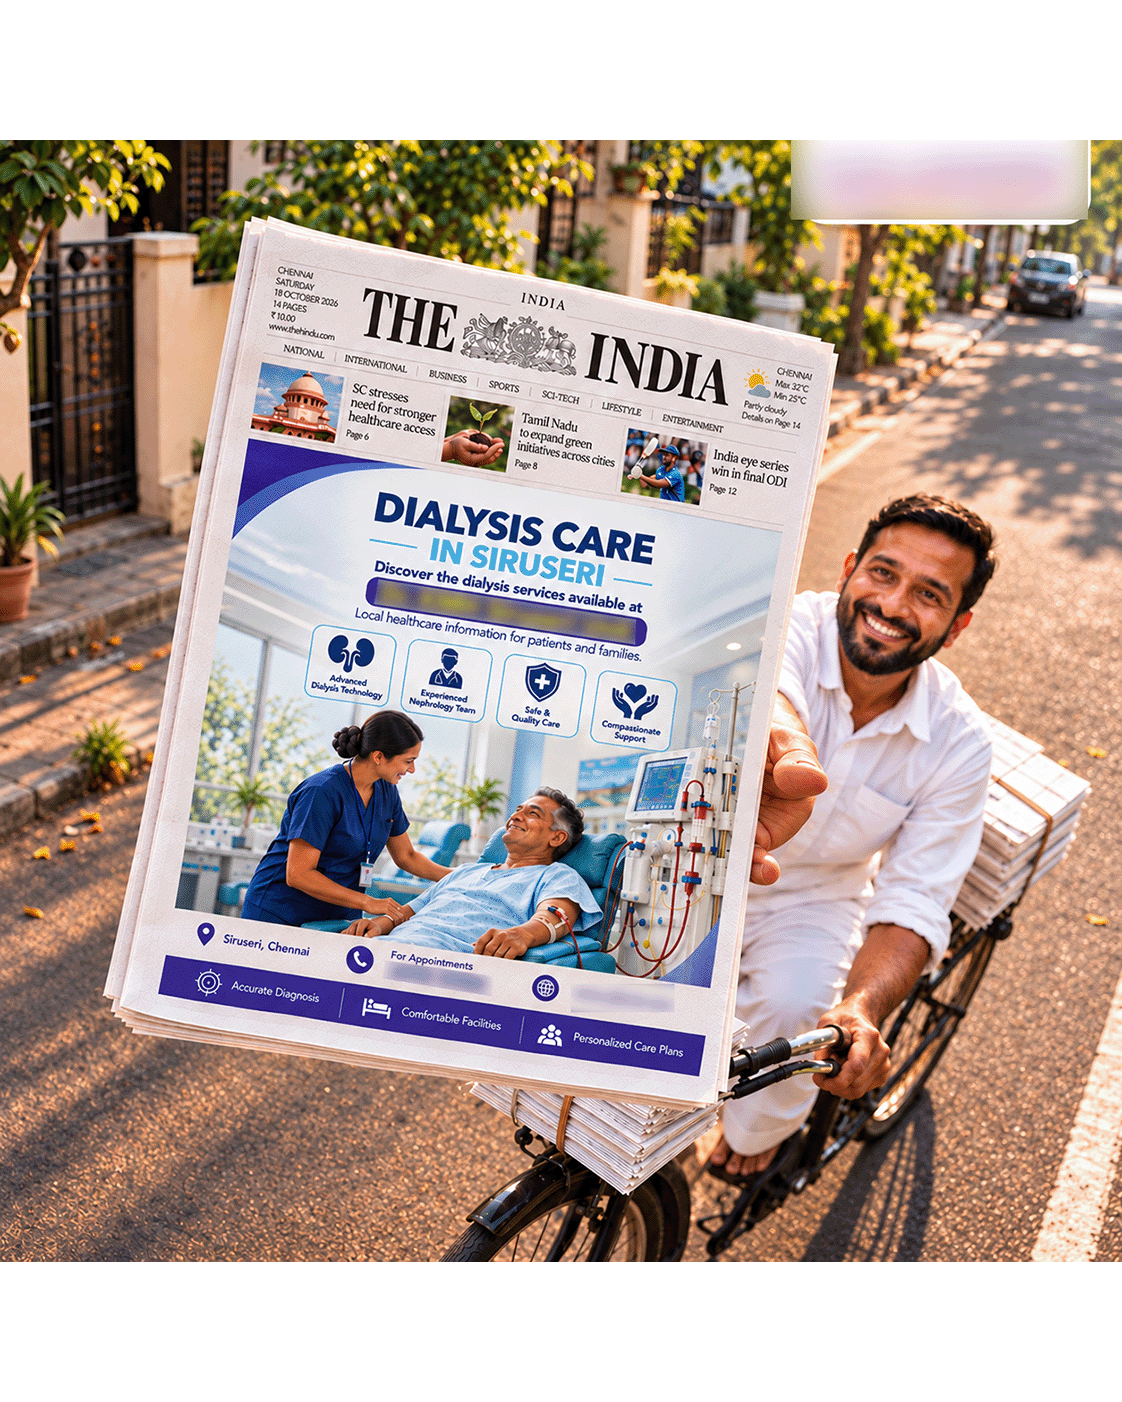 INDIA
CHENNAI
SATURDAY
18 OCTOBER 2026
14 PAGES
₹ 10.00
www.thehindu.com
THE INDIA
CHENNAI
Max 32°C
Min 25°C
Partly cloudy
Details on Page 14
NATIONAL | INTERNATIONAL | BUSINESS | SPORTS | SCI-TECH | LIFESTYLE | ENTERTAINMENT
SC stresses
need for stronger
healthcare access
Page 6
Tamil Nadu
to expand green
initiatives across cities
Page 8
India eye series
win in final ODI
Page 12
DIALYSIS CARE
IN SIRUSERI
Discover the dialysis services available at
Local healthcare information for patients and families.
Advanced
Dialysis Technology
Experienced
Nephrology Team
Safe &
Quality Care
Compassionate
Support
Siruseri, Chennai
For Appointments
Accurate Diagnosis
Comfortable Facilities
Personalized Care Plans